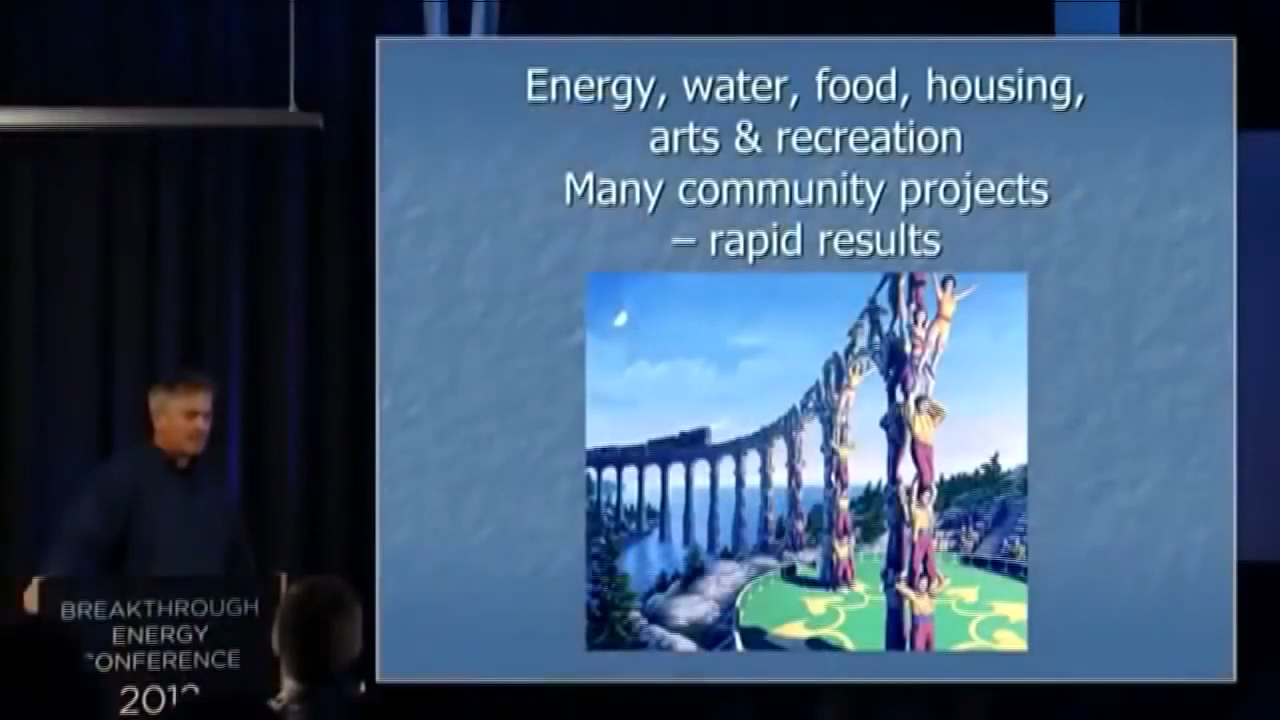 Energy, water, food, housing,
arts & recreation
Many community projects
– rapid results
BREAKTHROUGH
ENERGY
CONFERENCE